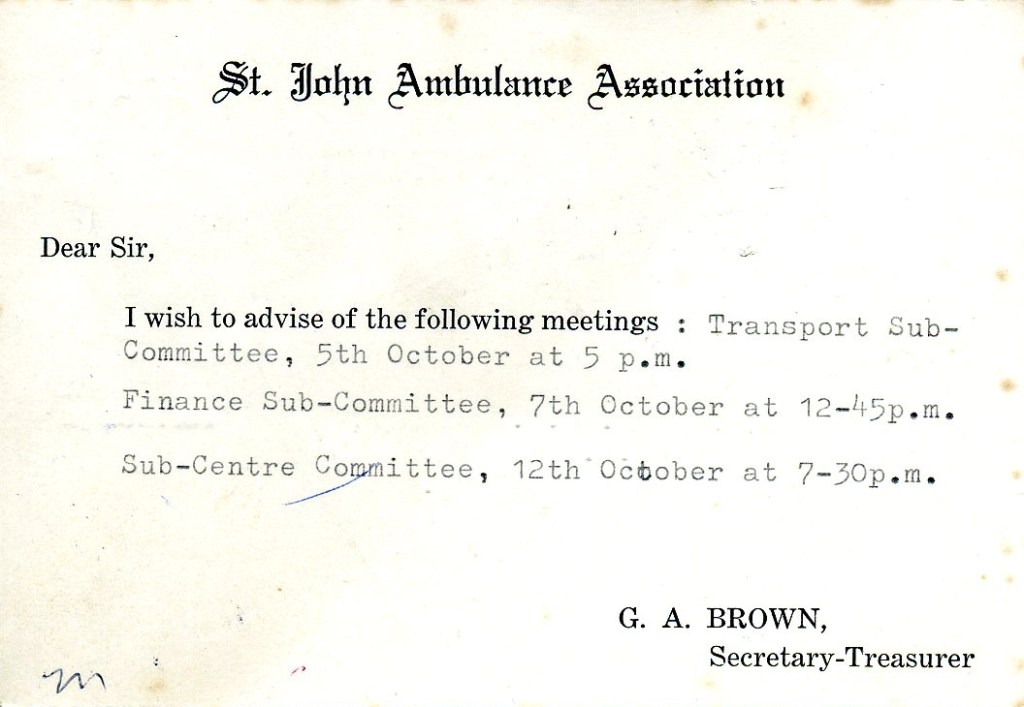 St. John Ambulance Association
Dear Sir,
I wish to advise of the following meetings : Transport Sub-
Committee, 5th October at 5 p.m.
Finance Sub-Committee, 7th October at 12-45p.m.
Sub-Centre Committee, 12th October at 7-30p.m.
G. A. BROWN,
Secretary-Treasurer